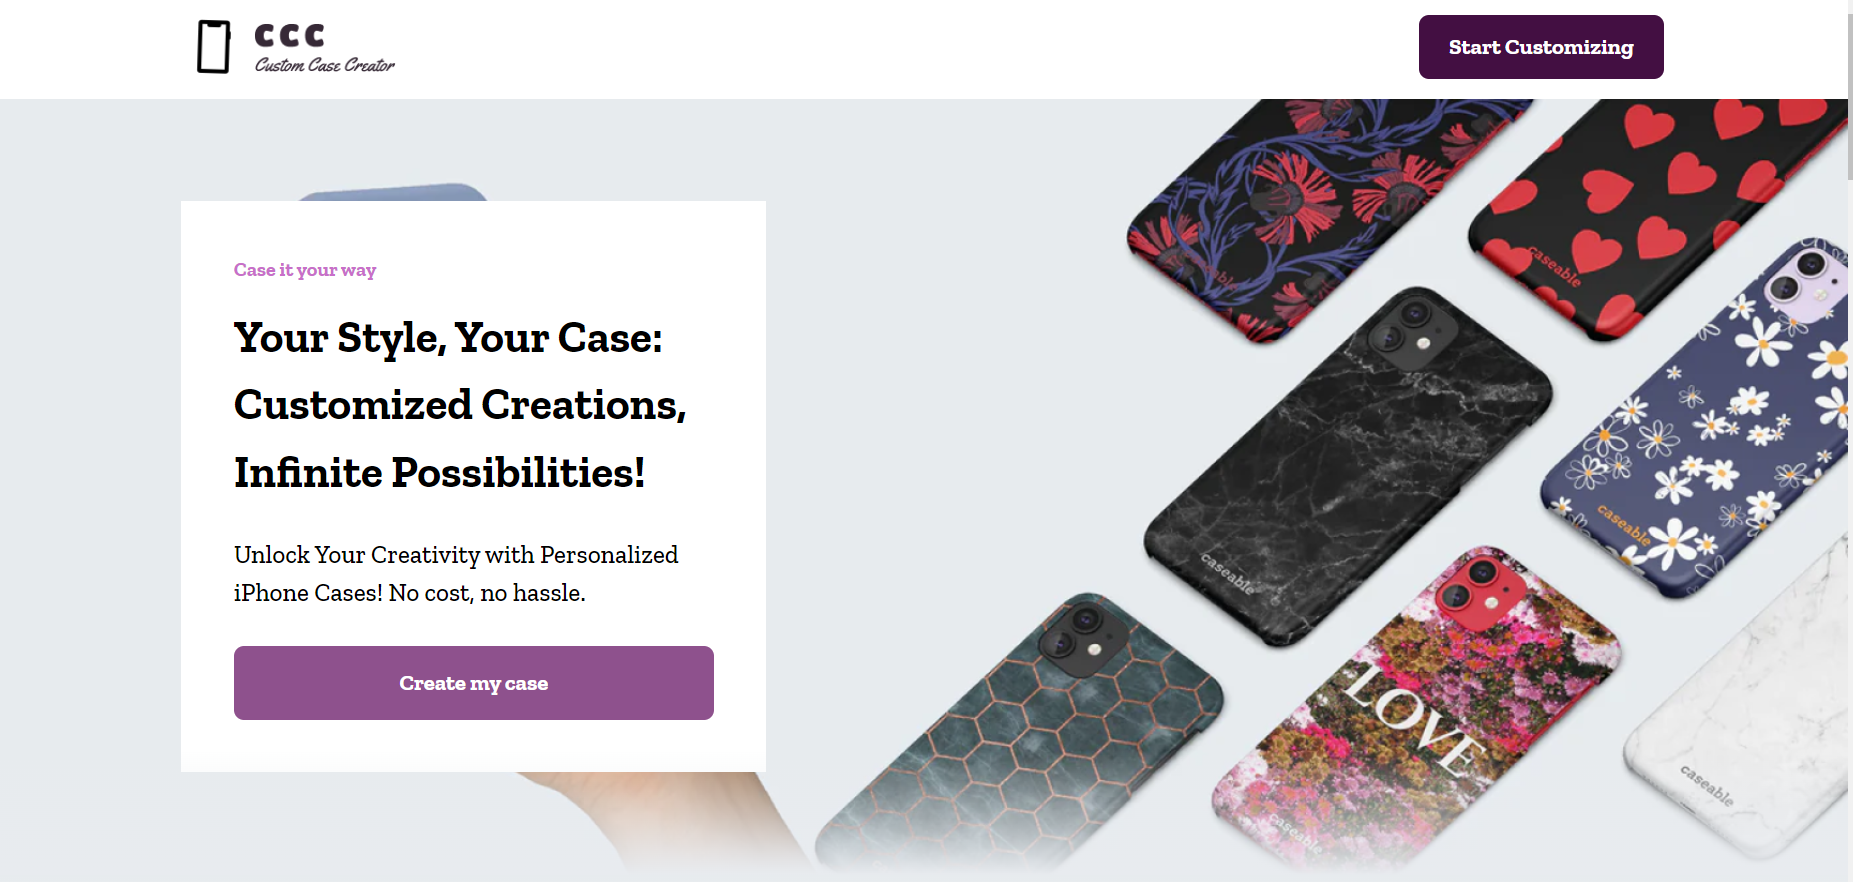 CCC
Custom Case Creator
Start Customizing
Case it your way
Your Style, Your Case:
Customized Creations,
Infinite Possibilities!
Unlock Your Creativity with Personalized
iPhone Cases! No cost, no hassle.
Create my case
caseable
caseable
caseable
caseable
LOVE
caseable
caseable